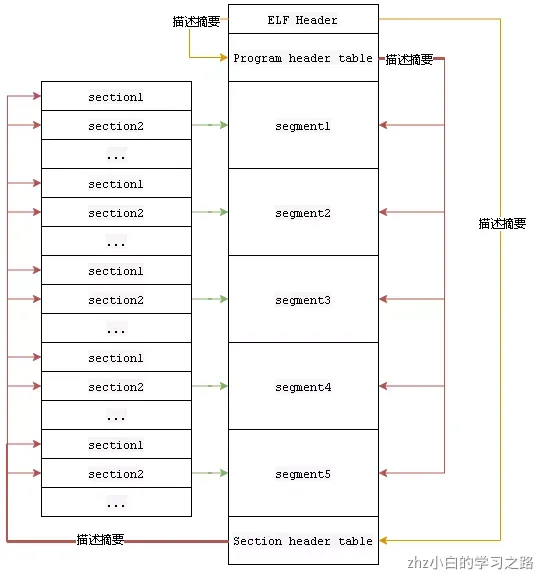 ELF Header
描述摘要
Program header table
描述摘要
section1
section2
...
segment1
section1
section2
...
segment2
描述摘要
section1
section2
...
segment3
section1
section2
...
segment4
section1
section2
...
segment5
描述摘要
Section header table
zhz小白的学习之路